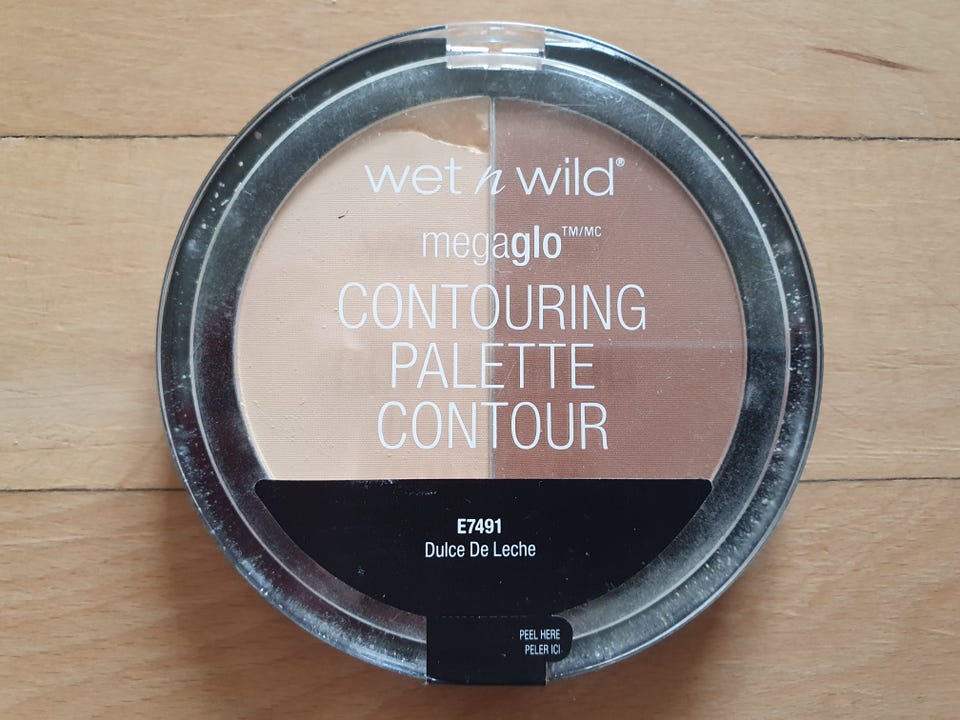 wet n wild®
megaglo™/MC
CONTOURING
PALETTE
CONTOUR
E7491
Dulce De Leche
PEEL HERE
PELER ICI